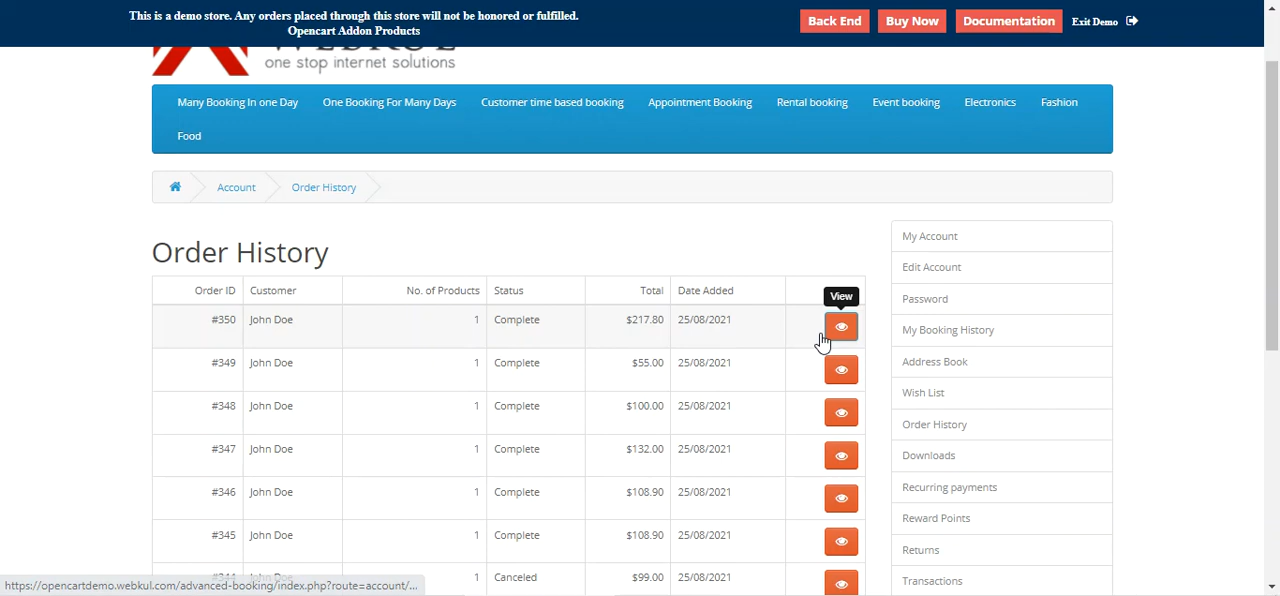 This is a demo store. Any orders placed through this store will not be honored or fulfilled.
Opencart Addon Products
Back End
Buy Now
Documentation
Exit Demo
one stop internet solutions
Many Booking In one Day
One Booking For Many Days
Customer time based booking
Appointment Booking
Rental booking
Event booking
Electronics
Fashion
Food
Account
Order History
Order History
Order ID Customer No. of Products Status Total Date Added
View
#350 John Doe 1 Complete $217.80 25/08/2021
#349 John Doe 1 Complete $55.00 25/08/2021
#348 John Doe 1 Complete $100.00 25/08/2021
#347 John Doe 1 Complete $132.00 25/08/2021
#346 John Doe 1 Complete $108.90 25/08/2021
#345 John Doe 1 Complete $108.90 25/08/2021
1 Canceled $99.00 25/08/2021
My Account
Edit Account
Password
My Booking History
Address Book
Wish List
Order History
Downloads
Recurring payments
Reward Points
Returns
Transactions
https://opencartdemo.webkul.com/advanced-booking/index.php?route=account/...